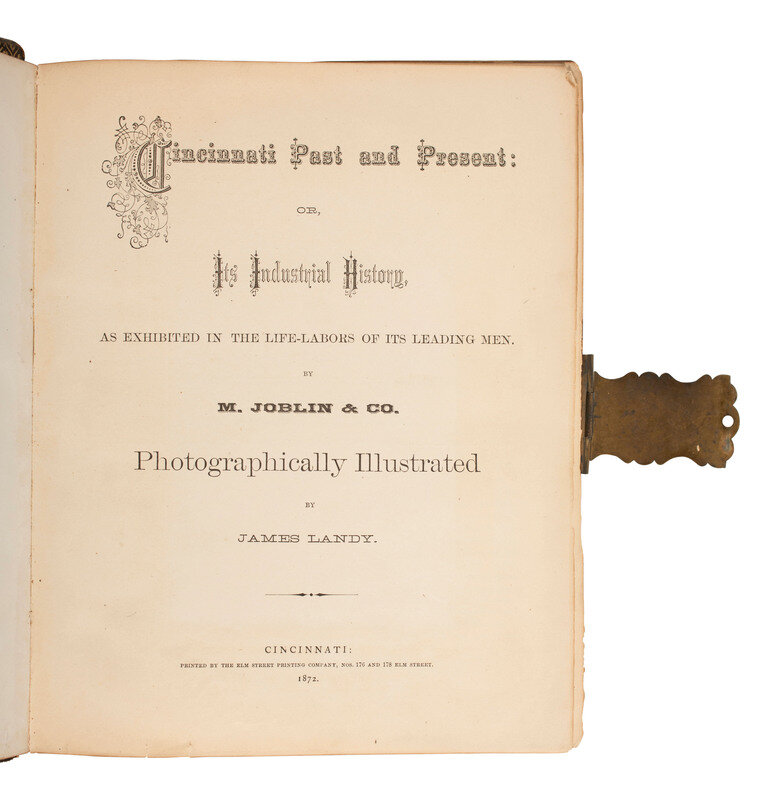 Cincinnati Past and Present:
OR,
Its Industrial History,
AS EXHIBITED IN THE LIFE-LABORS OF ITS LEADING MEN.
BY
M. JOBLIN & CO.
Photographically Illustrated
BY
JAMES LANDY.
CINCINNATI:
PRINTED BY THE ELM STREET PRINTING COMPANY, NOS. 176 AND 178 ELM STREET.
1872.